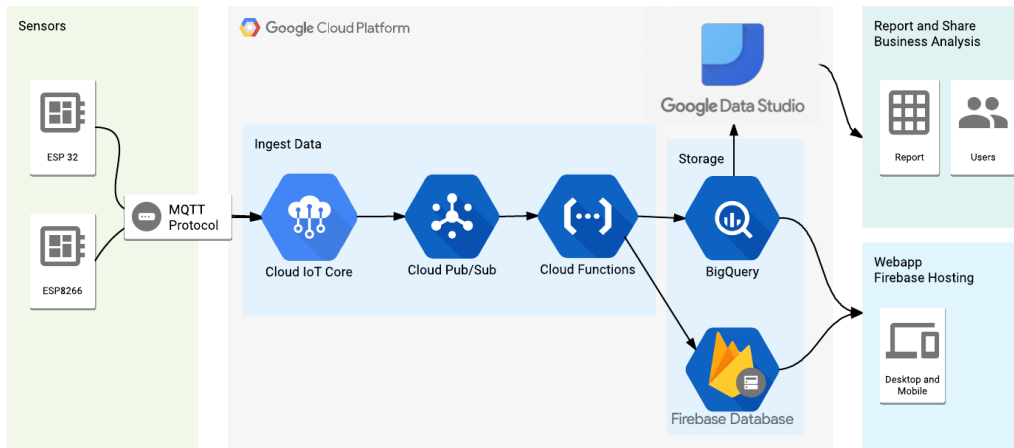 Sensors
ESP 32
ESP8266
MQTT
Protocol
Google Cloud Platform
Ingest Data
Cloud IoT Core
Cloud Pub/Sub
Cloud Functions
Google Data Studio
Storage
BigQuery
Firebase Database
Report and Share
Business Analysis
Report
Users
Webapp
Firebase Hosting
Desktop and
Mobile